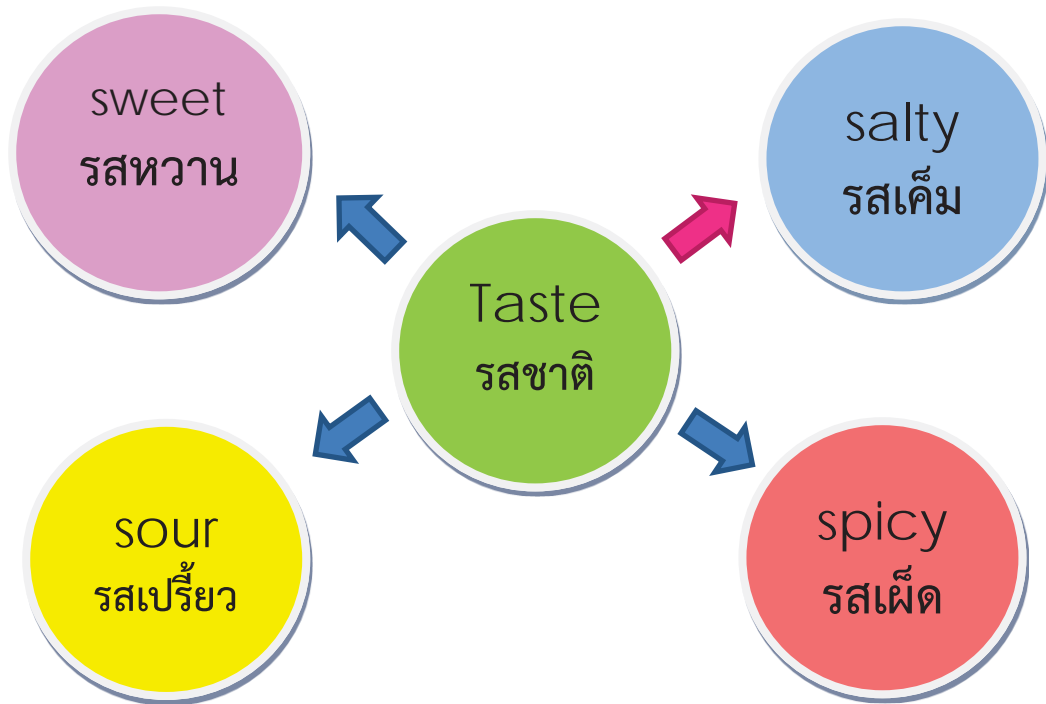 sweet
รสหวาน
salty
รสเค็ม
Taste
รสชาติ
sour
รสเปรี้ยว
spicy
รสเผ็ด